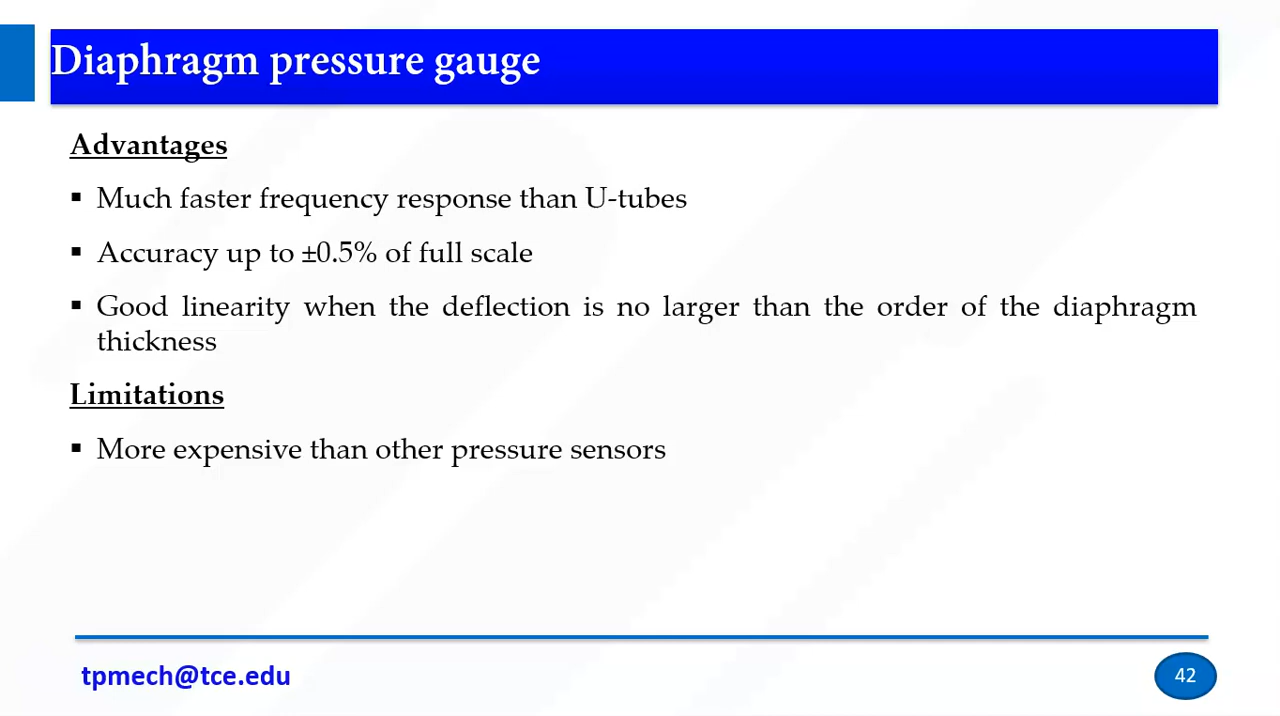 Diaphragm pressure gauge
Advantages
▪ Much faster frequency response than U-tubes
▪ Accuracy up to ±0.5% of full scale
▪ Good linearity when the deflection is no larger than the order of the diaphragm
thickness
Limitations
▪ More expensive than other pressure sensors
tpmech@tce.edu
42